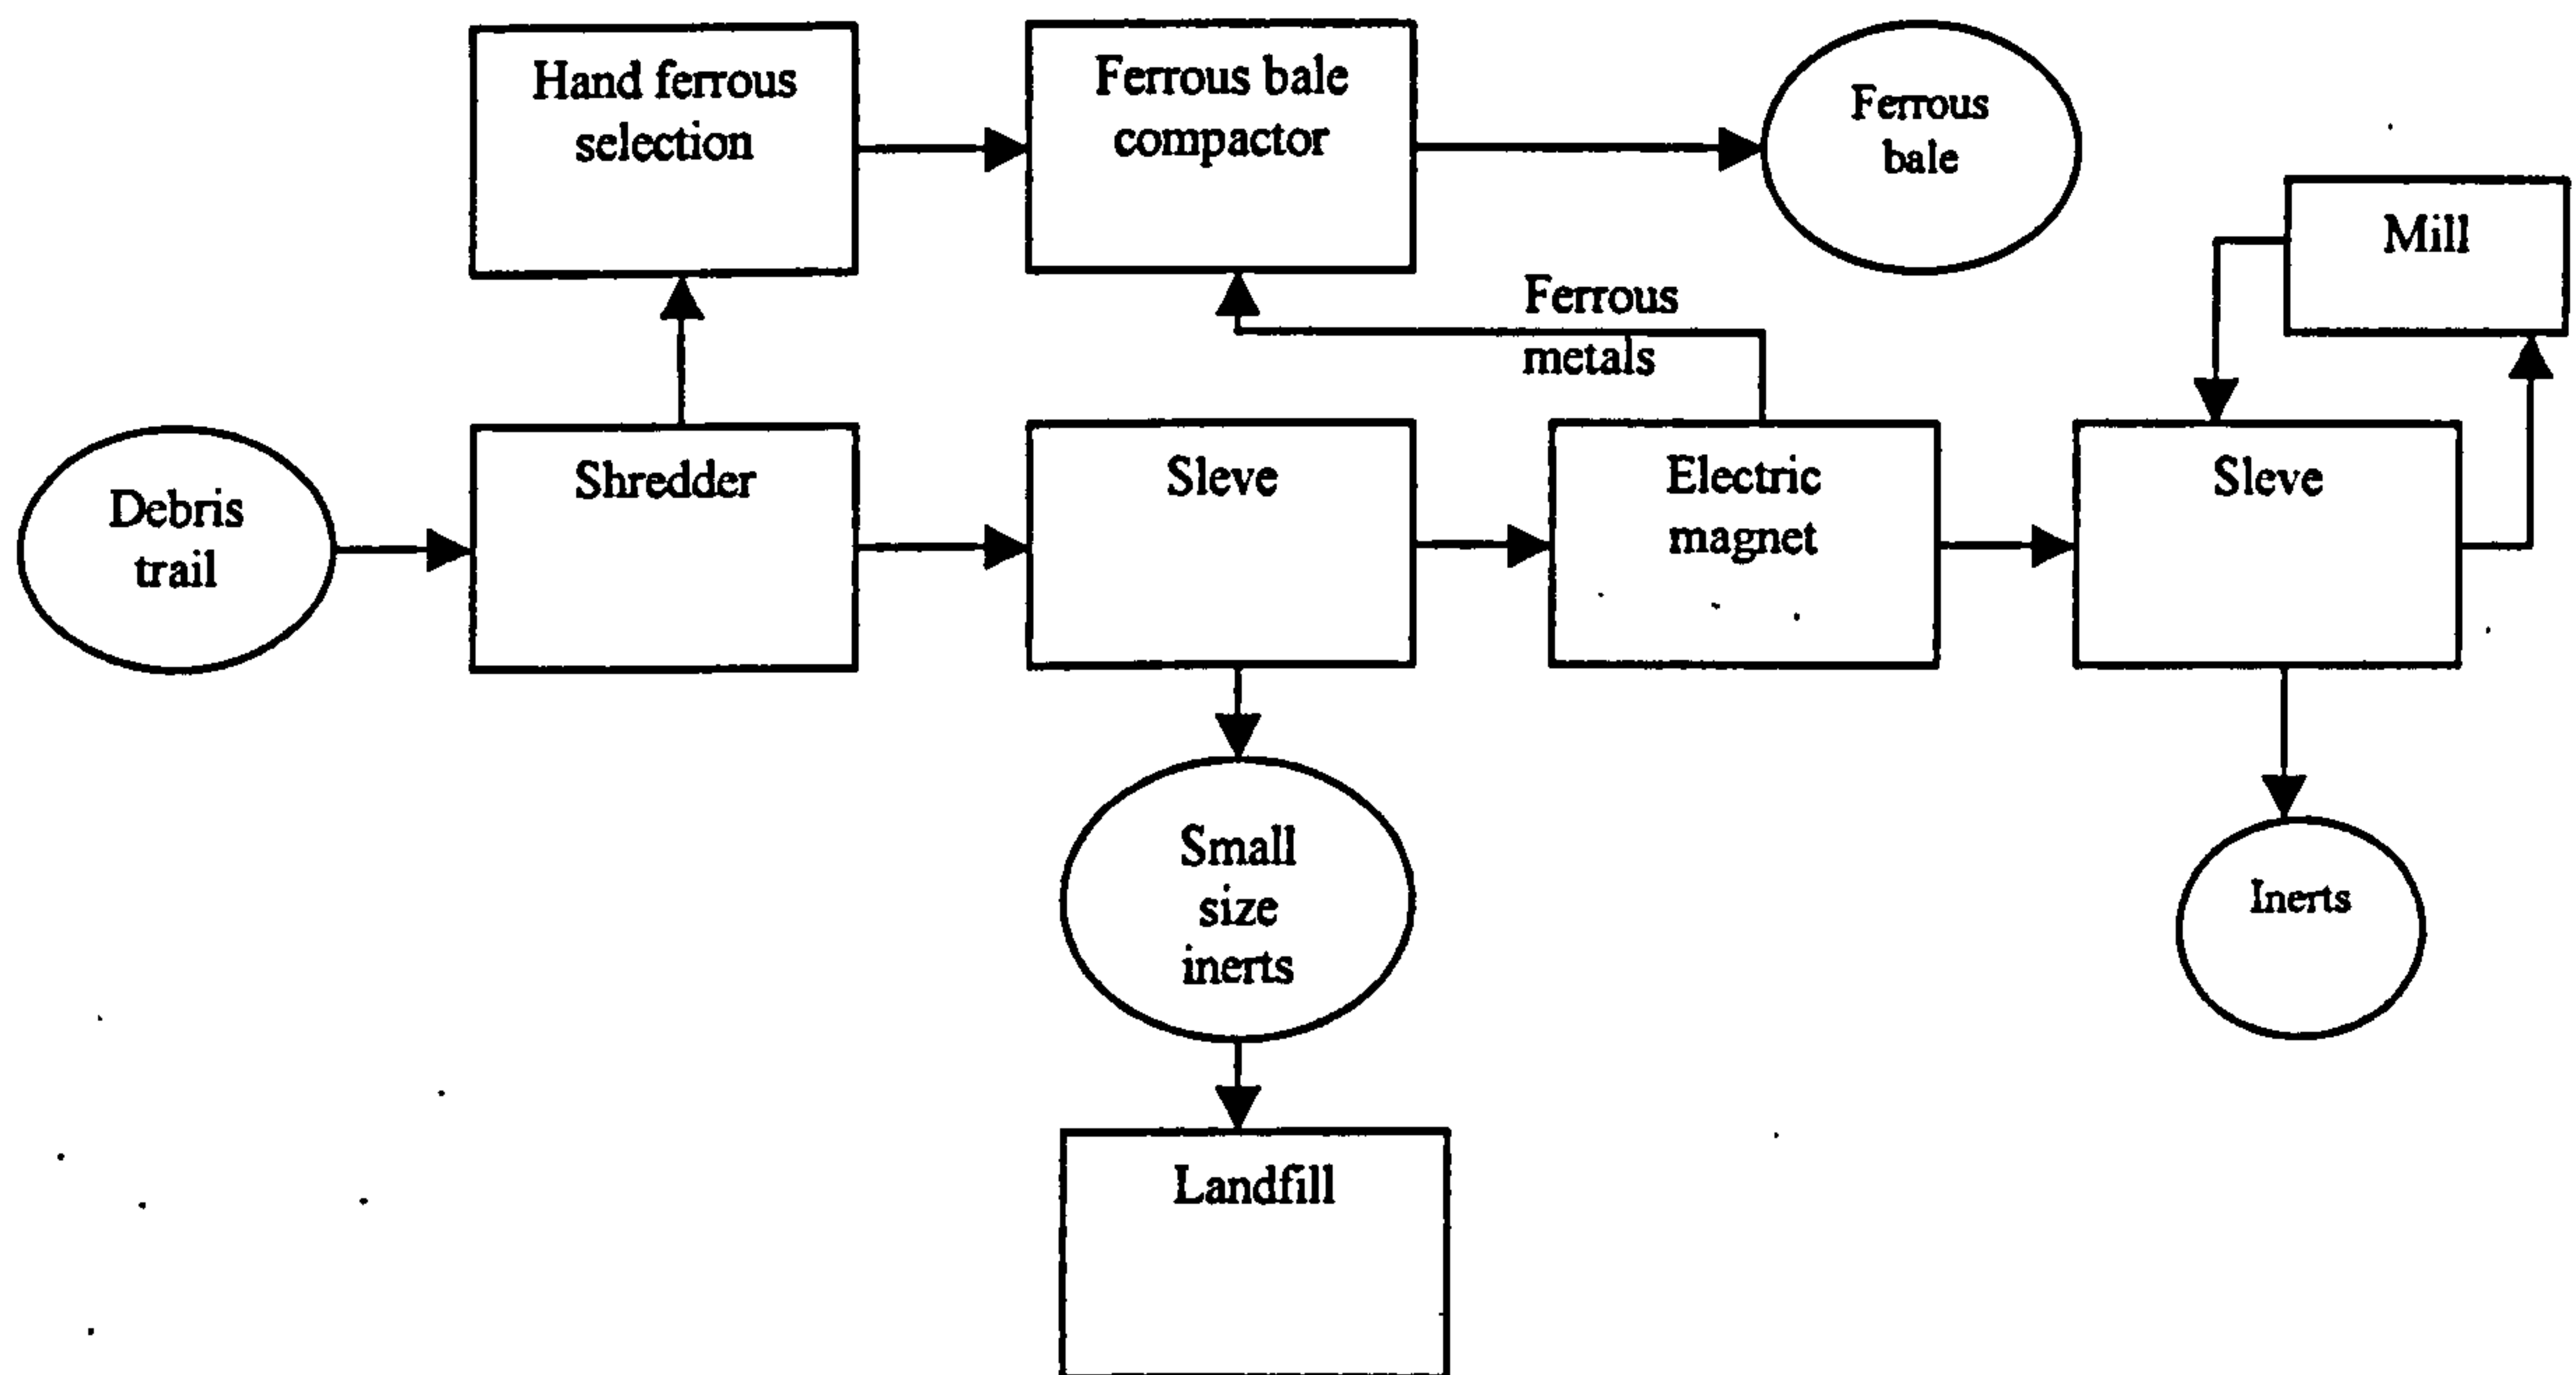 Hand ferrous
selection
Ferrous bale
compactor
Ferrous
bale
Mill
Ferrous
metals
Debris
trail
Shredder
Sleve
Electric
magnet
Sleve
Small
size
inerts
Inerts
Landfill